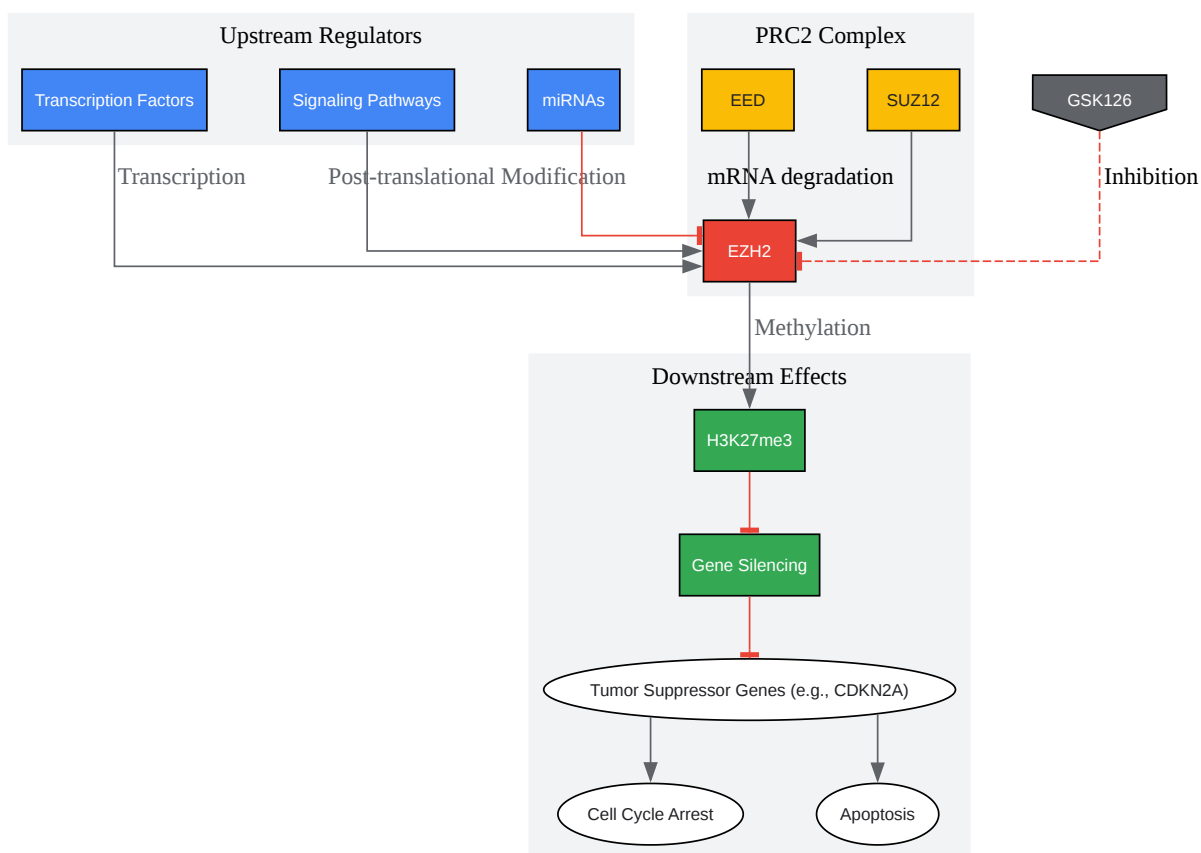 Upstream Regulators
PRC2 Complex
Transcription Factors
Signaling Pathways
miRNAs
EED
SUZ12
GSK126
Transcription
Post-translational Modification
mRNA degradation
Inhibition
EZH2
Methylation
Downstream Effects
H3K27me3
Gene Silencing
Tumor Suppressor Genes (e.g., CDKN2A)
Cell Cycle Arrest
Apoptosis